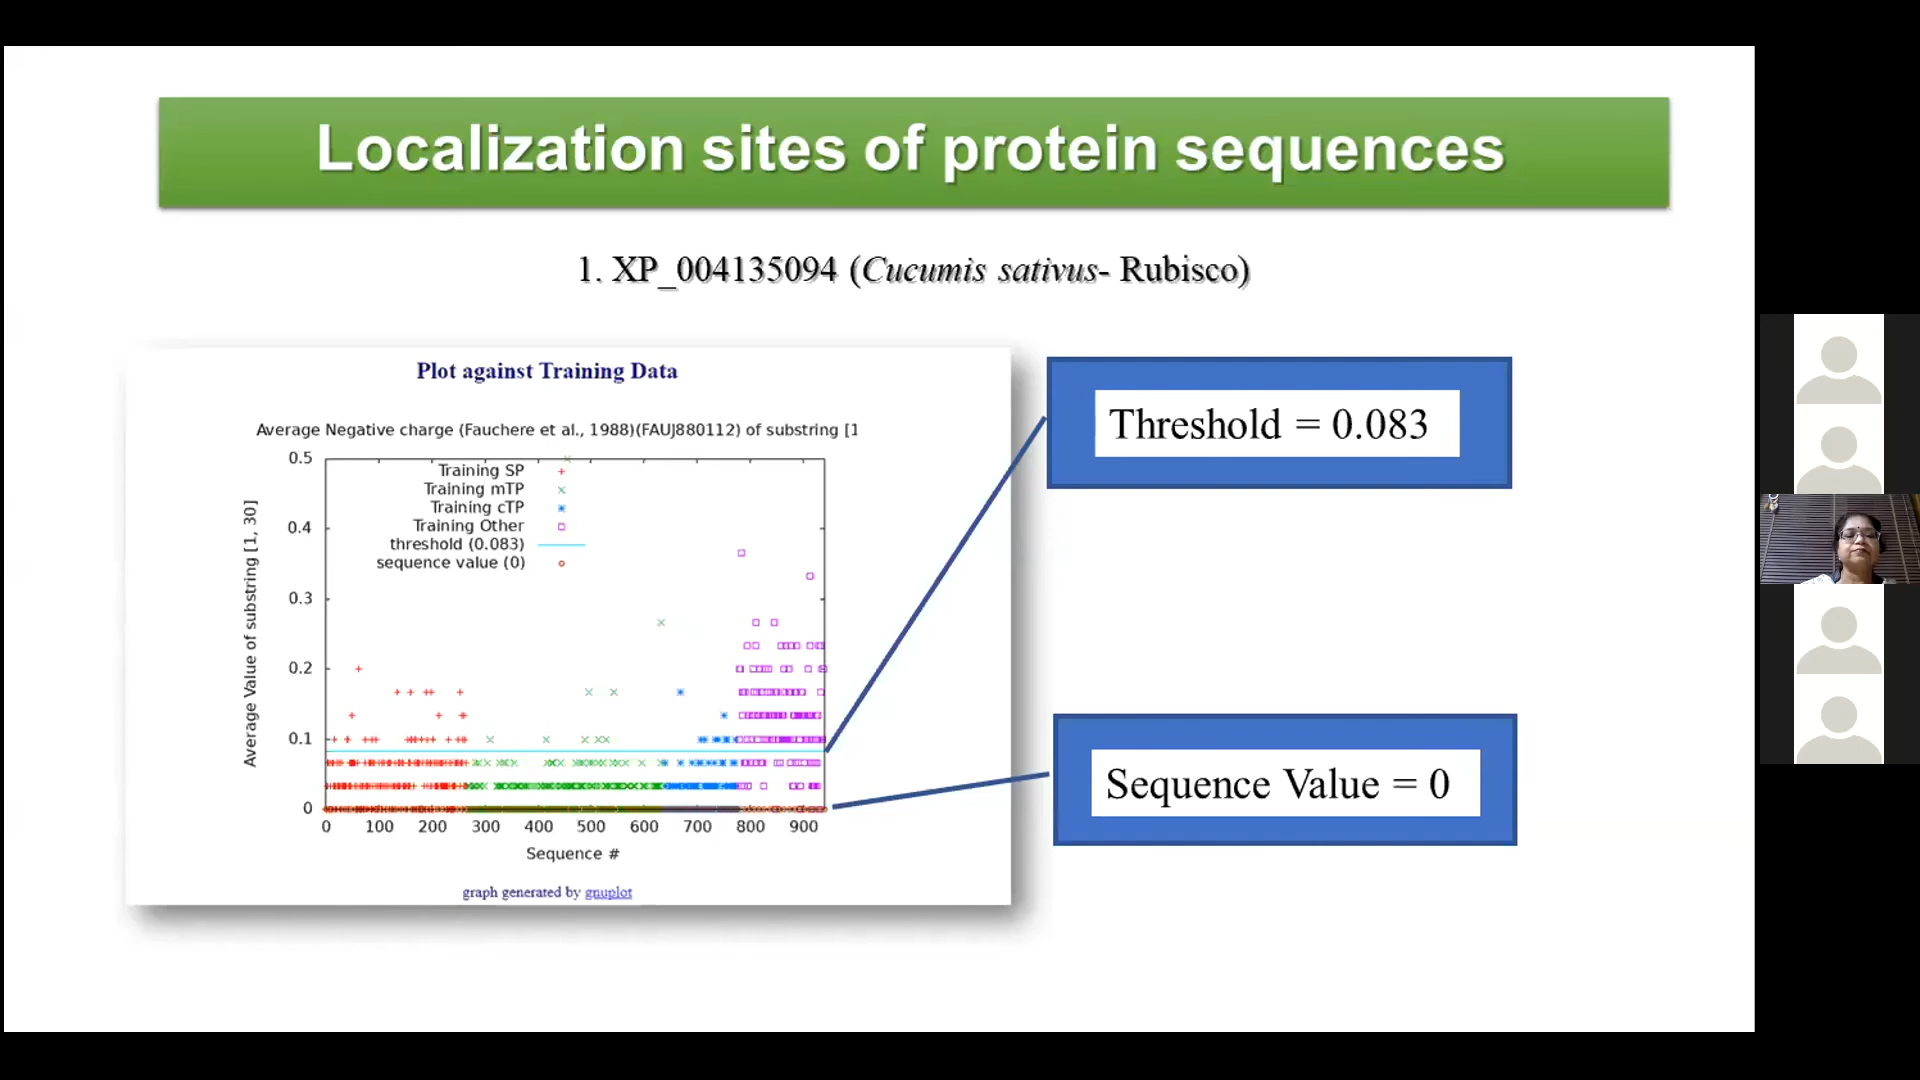 Localization sites of protein sequences
1. XP_004135094 (Cucumis sativus- Rubisco)
Plot against Training Data
Average Negative charge (Fauchere et al., 1988)(FAUJ880112) of substring [1
Average Value of substring [1, 30]
0.5
0.4
0.3
0.2
0.1
0
Training SP
Training mTP
Training cTP
Training Other
threshold (0.083)
sequence value (0)
0 100 200 300 400 500 600 700 800 900
Sequence #
graph generated by gnuplot
Threshold = 0.083
Sequence Value = 0